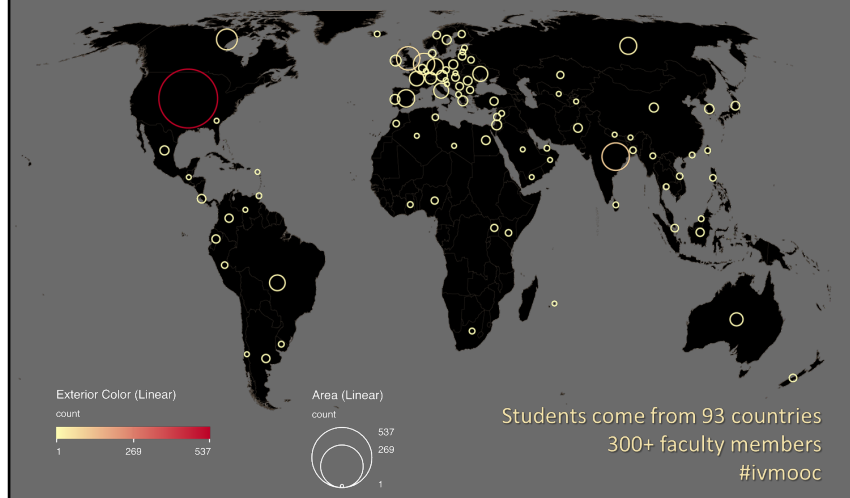 Exterior Color (Linear)
count
1 269 537
Area (Linear)
count
537
269
1
Students come from 93 countries
300+ faculty members
#ivmooc